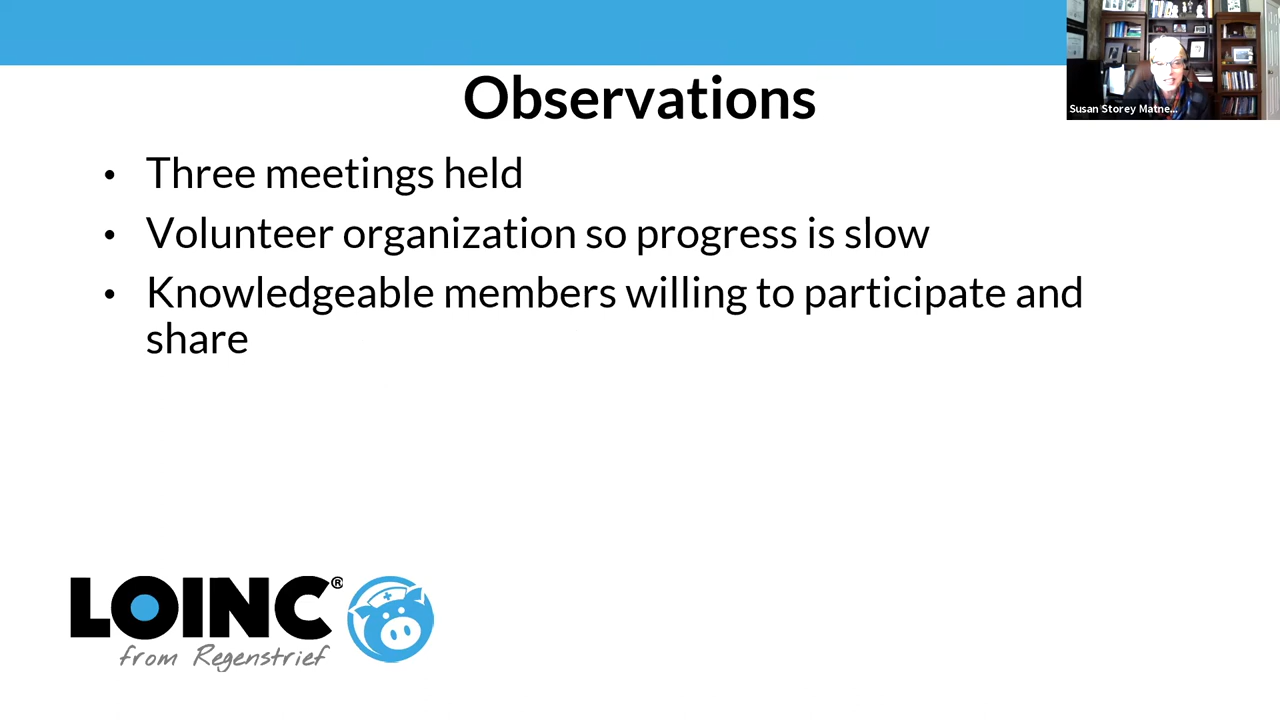 Observations
Susan Storey Matne...
• Three meetings held
• Volunteer organization so progress is slow
• Knowledgeable members willing to participate and
share
LOINC®
from Regenstrief